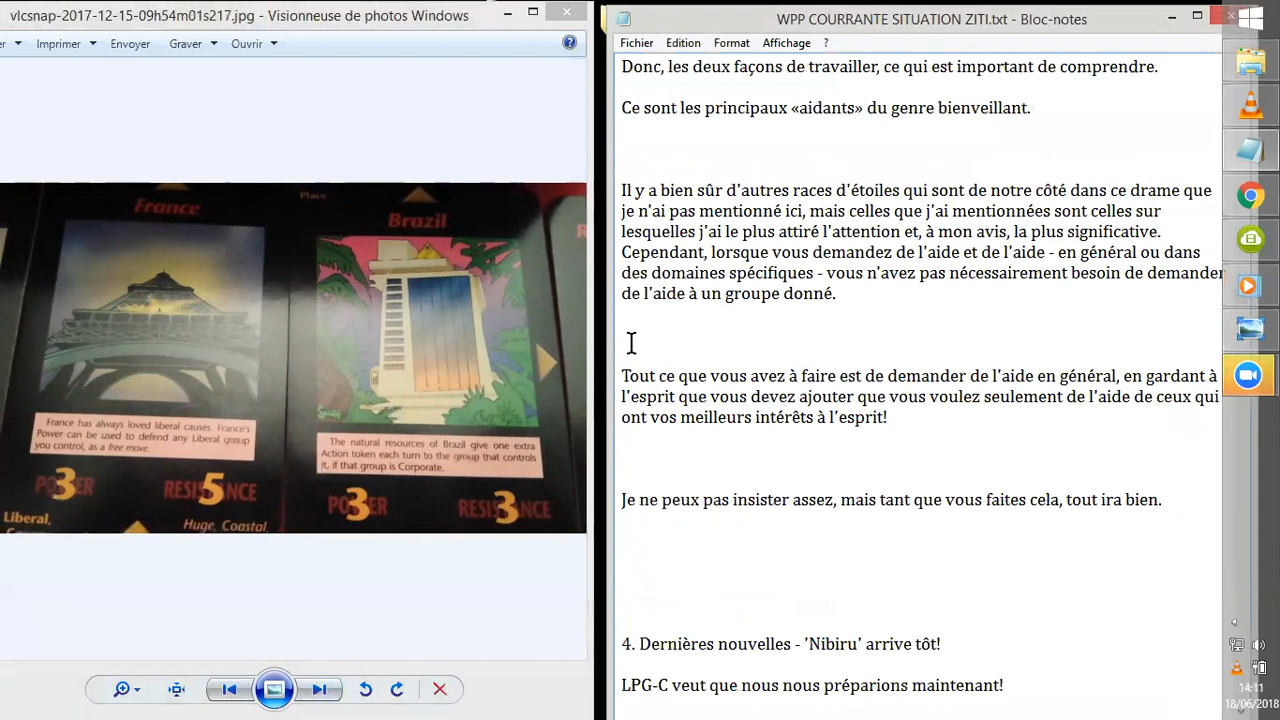 vlcsnap-2017-12-15-09h54m01s217.jpg - Visionneuse de photos Windows
Imprimer
Envoyer
Graver
Ouvrir
France
France has always loved liberal causes. France's
Power can be used to defend any Liberal group
you control, as a free move.
POWER 3
RESISTANCE 5
Liberal,
Huge, Coastal,
Place
Brazil
The natural resources of Brazil give one extra
Action token each turn to the group that controls
it, if that group is Corporate.
POWER 3
RESISTANCE 3
WPP COURRANTE SITUATION ZITI.txt - Bloc-notes
Fichier Edition Format Affichage ?
Donc, les deux façons de travailler, ce qui est important de comprendre.
Ce sont les principaux «aidants» du genre bienveillant.
Il y a bien sûr d'autres races d'étoiles qui sont de notre côté dans ce drame que
je n'ai pas mentionné ici, mais celles que j'ai mentionnées sont celles sur
lesquelles j'ai le plus attiré l'attention et, à mon avis, la plus significative.
Cependant, lorsque vous demandez de l'aide et de l'aide - en général ou dans
des domaines spécifiques - vous n'avez pas nécessairement besoin de demander
de l'aide à un groupe donné.
Tout ce que vous avez à faire est de demander de l'aide en général, en gardant à
l'esprit que vous devez ajouter que vous voulez seulement de l'aide de ceux qui
ont vos meilleurs intérêts à l'esprit!
Je ne peux pas insister assez, mais tant que vous faites cela, tout ira bien.
4. Dernières nouvelles - 'Nibiru' arrive tôt!
LPG-C veut que nous nous préparions maintenant!
14:11
18/06/2018